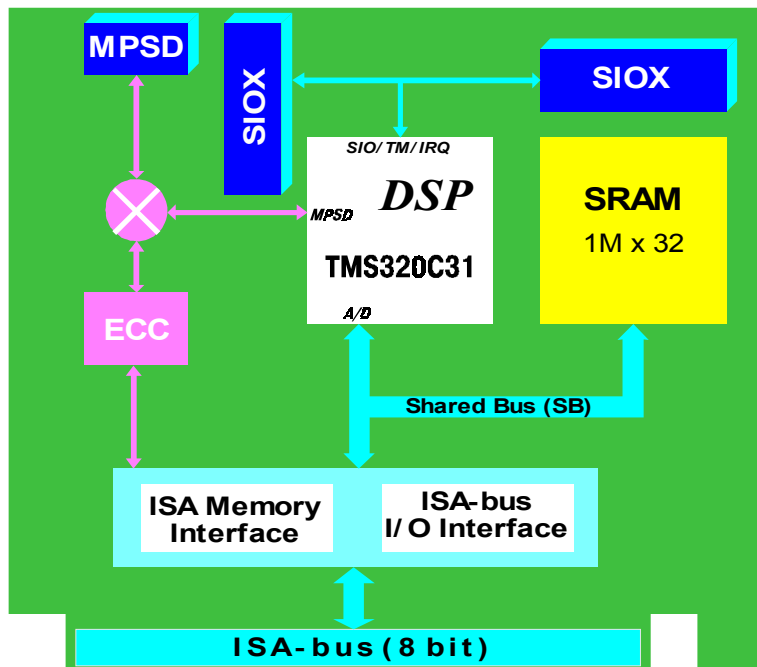 MPSD
SIOX
SIOX
SIO/ TM/ IRQ
DSP
MPSD
TMS320C31
A/D
SRAM
1M x 32
ECC
Shared Bus (SB)
ISA Memory
Interface
ISA-bus
I/ O Interface
ISA-bus (8 bit)